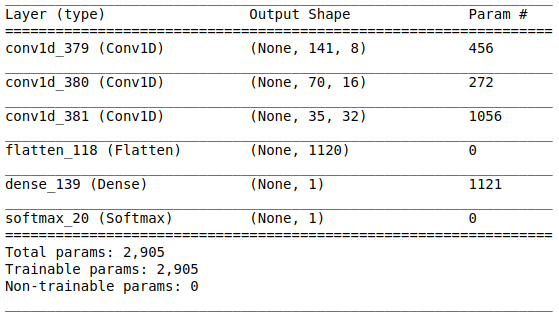 Layer (type) Output Shape Param #
=================================================================
conv1d_379 (Conv1D) (None, 141, 8) 456
conv1d_380 (Conv1D) (None, 70, 16) 272
conv1d_381 (Conv1D) (None, 35, 32) 1056
flatten_118 (Flatten) (None, 1120) 0
dense_139 (Dense) (None, 1) 1121
softmax_20 (Softmax) (None, 1) 0
=================================================================
Total params: 2,905
Trainable params: 2,905
Non-trainable params: 0